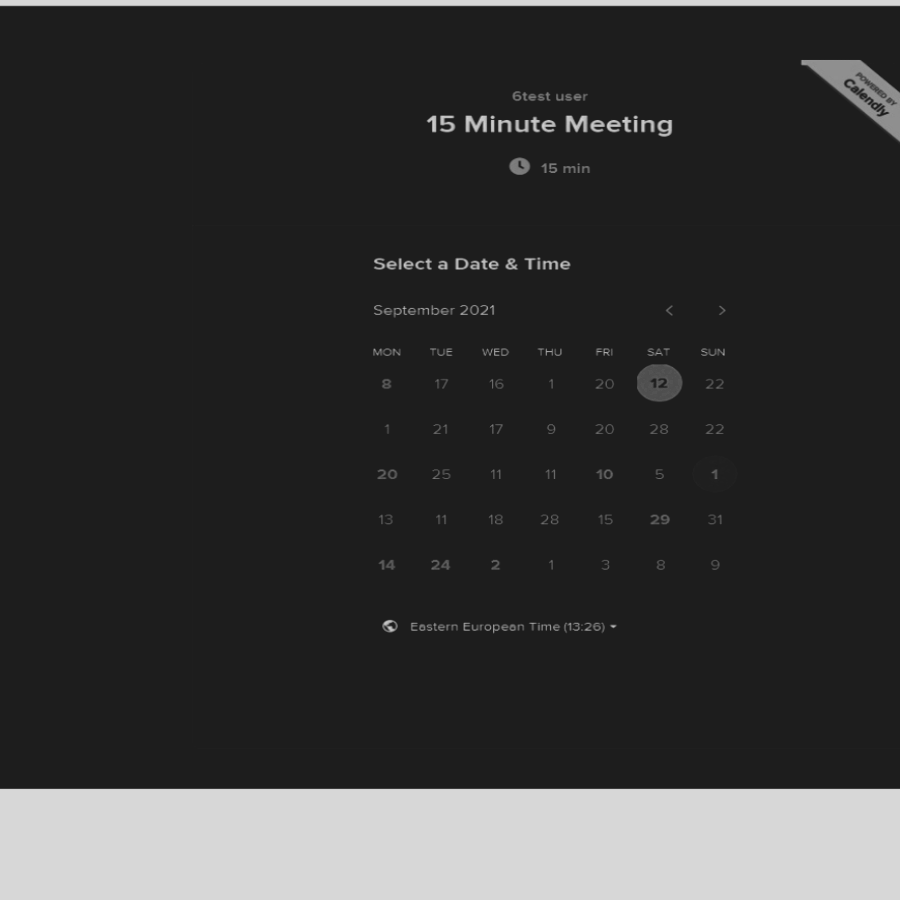 POWERED BY
Calendly
6test user
15 Minute Meeting
15 min
Select a Date & Time
September 2021
MON TUE WED THU FRI SAT SUN
8 17 16 1 20 12 22
1 21 17 9 20 28 22
20 25 11 11 10 5 1
13 11 18 28 15 29 31
14 24 2 1 3 8 9
Eastern European Time (13:26)